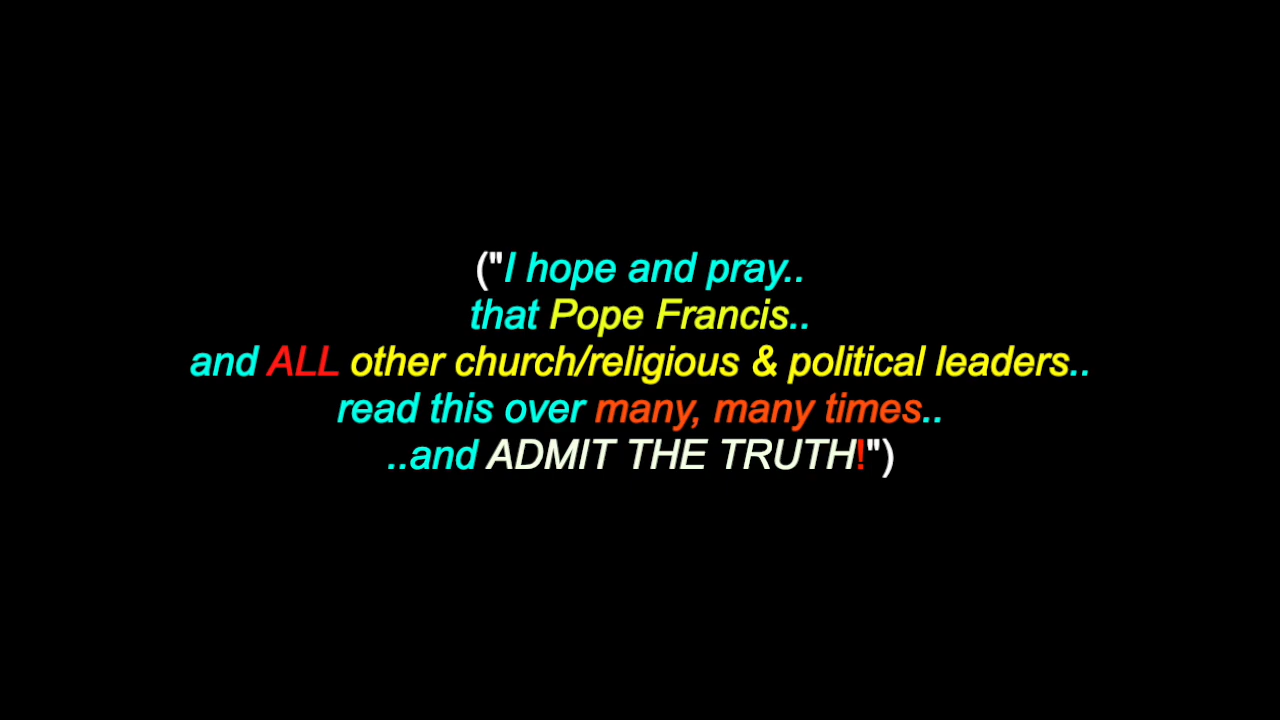 ("I hope and pray..
that Pope Francis..
and ALL other church/religious & political leaders..
read this over many, many times..
..and ADMIT THE TRUTH!")